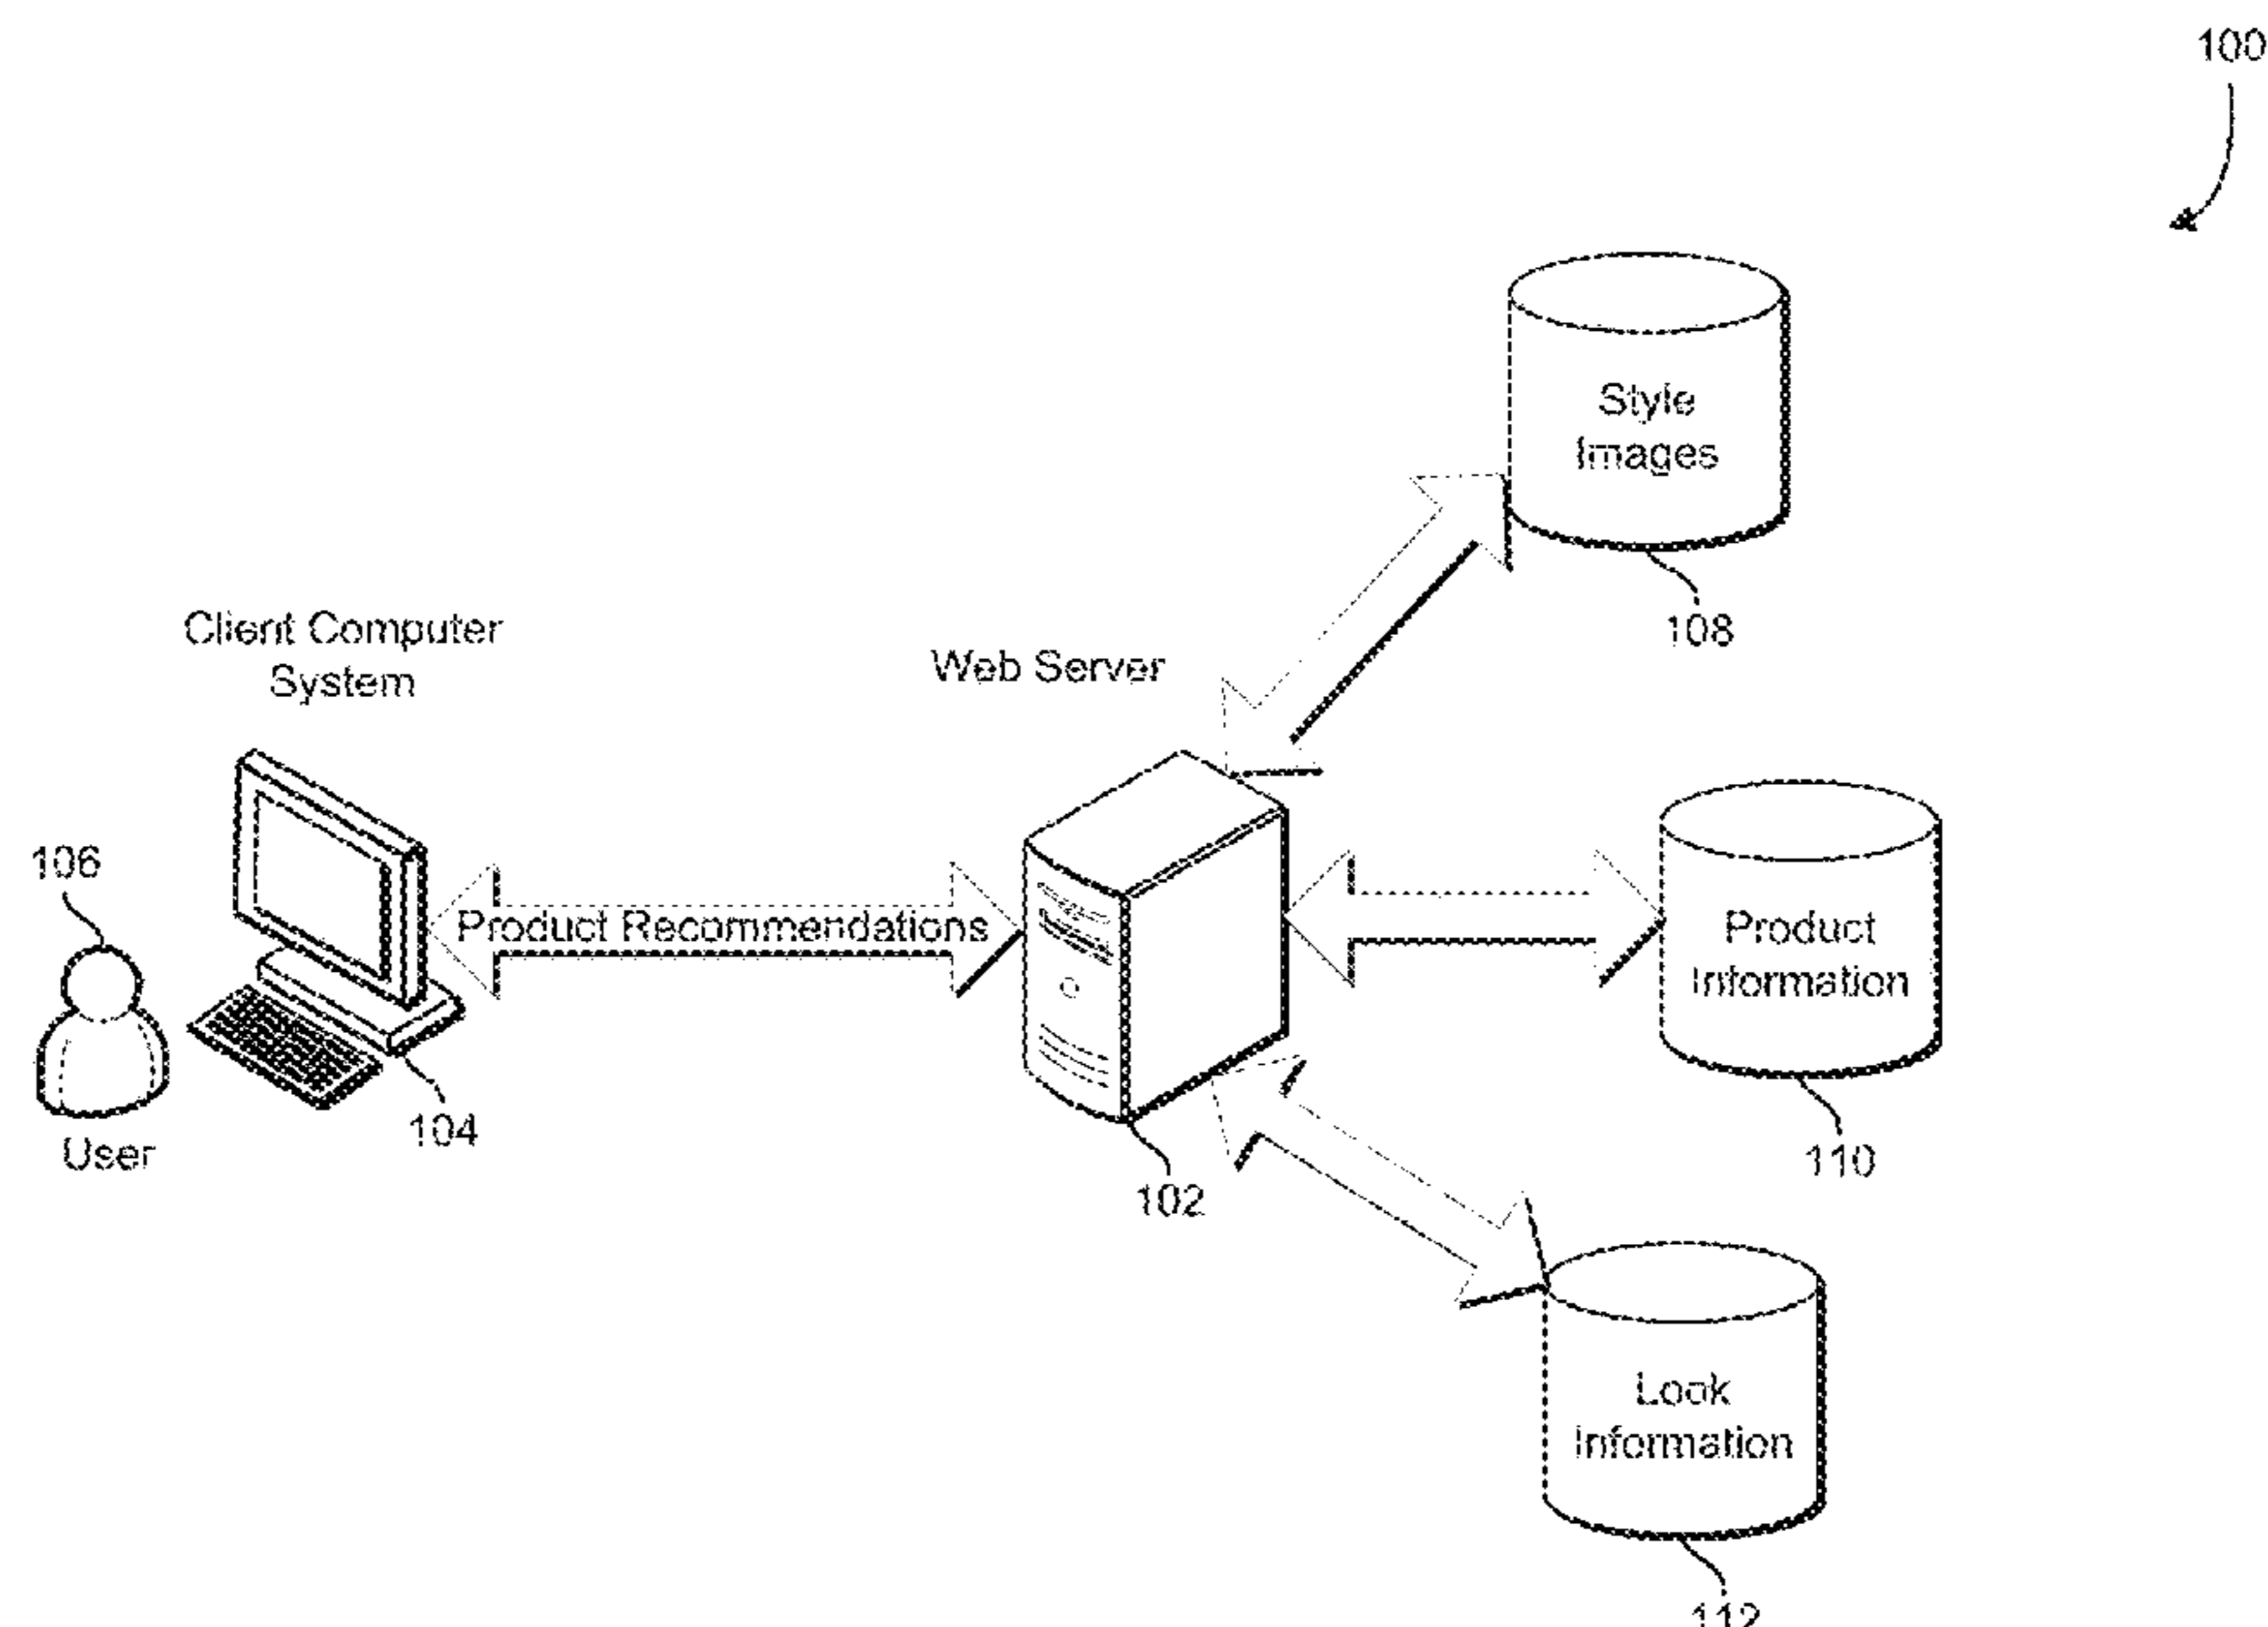 100
Style
Images
108
Client Computer
System
Web Server
106
Product Recommendations
Product
Information
104
User
110
102
Look
Information
112